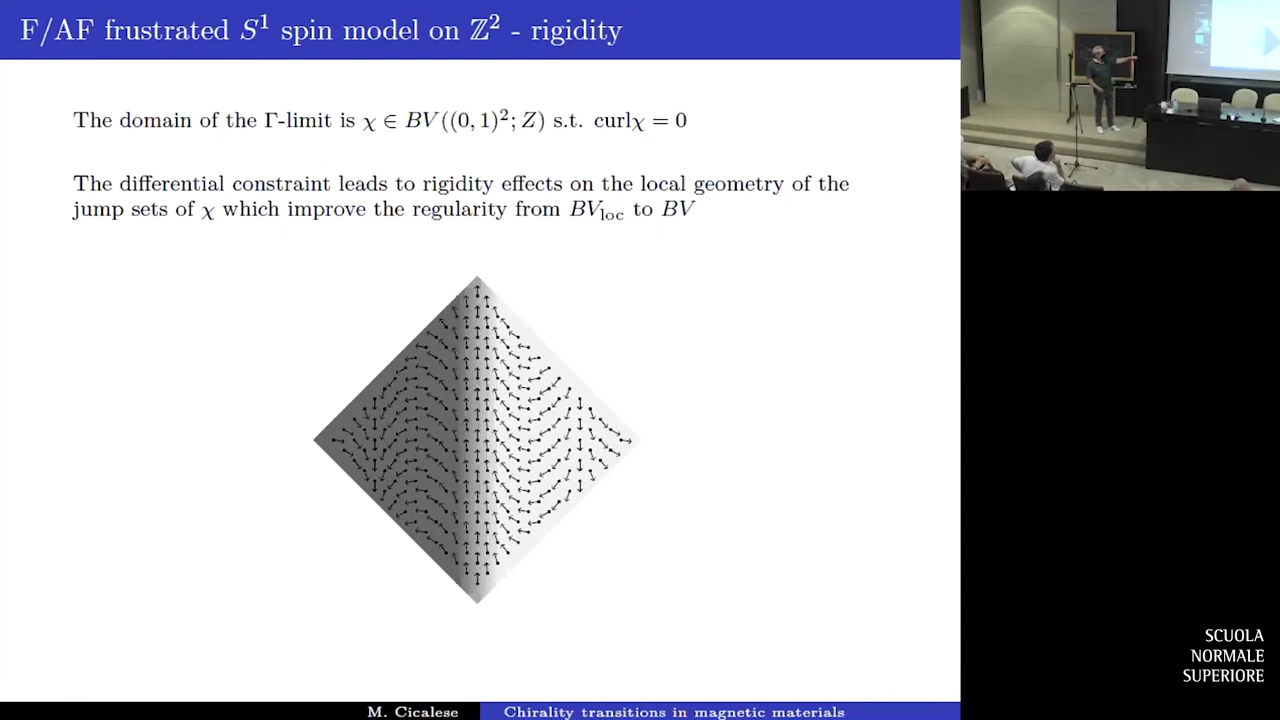 F/AF frustrated S¹ spin model on ℤ² - rigidity
The domain of the Γ-limit is χ ∈ BV((0, 1)²; Z) s.t. curlχ = 0
The differential constraint leads to rigidity effects on the local geometry of the
jump sets of χ which improve the regularity from BV_loc to BV
M. Cicalese
Chirality transitions in magnetic materials
SCUOLA
NORMALE
SUPERIORE